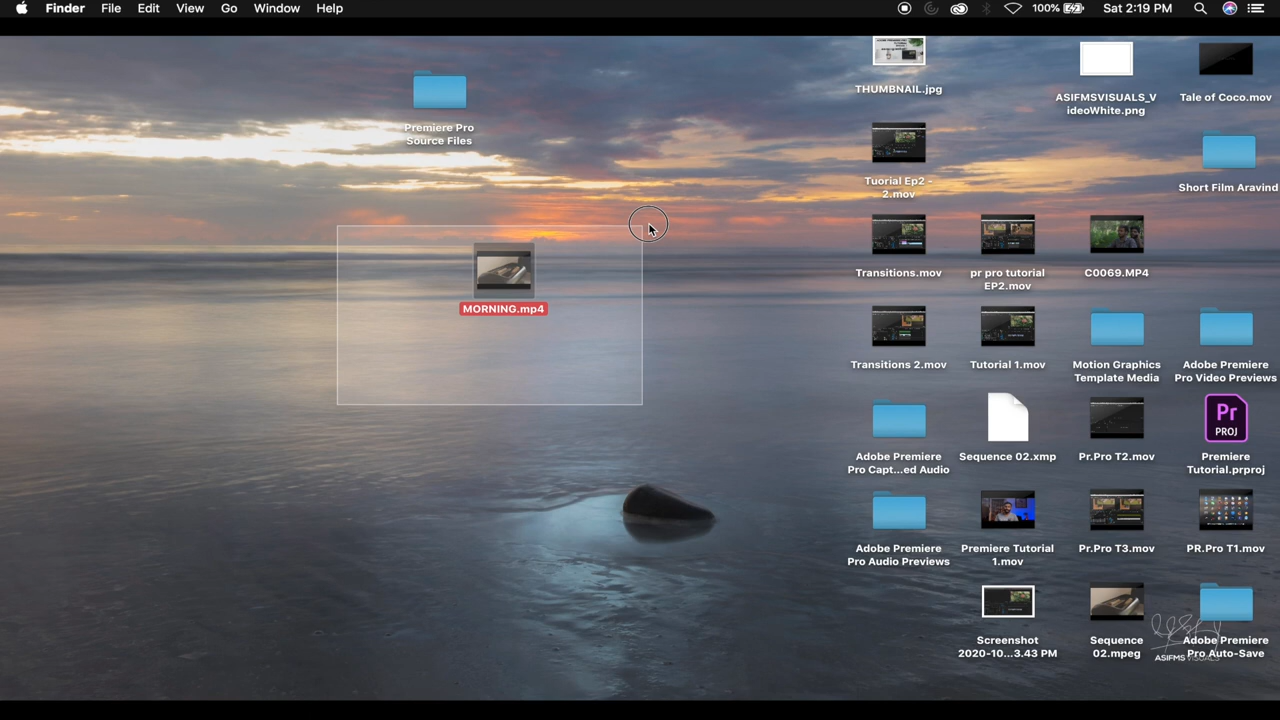 Finder File Edit View Go Window Help 100% Sat 2:19 PM
THUMBNAIL.jpg
ASIFMSVISUALS_V
ideoWhite.png
Tale of Coco.mov
Premiere Pro
Source Files
Tuorial Ep2 -
2.mov
Short Film Aravind
Transitions.mov
pr pro tutorial
EP2.mov
C0069.MP4
MORNING.mp4
Transitions 2.mov
Tutorial 1.mov
Motion Graphics
Template Media
Adobe Premiere
Pro Video Previews
Adobe Premiere
Pro Capt...ed Audio
Sequence 02.xmp
Pr.Pro T2.mov
Pr
PROJ
Premiere
Tutorial.prproj
Adobe Premiere
Pro Audio Previews
Premiere Tutorial
1.mov
Pr.Pro T3.mov
PR.Pro T1.mov
Screenshot
2020-10...3.43 PM
Sequence
02.mpeg
Adobe Premiere
Pro Auto-Save
ASIFMS VISUALS